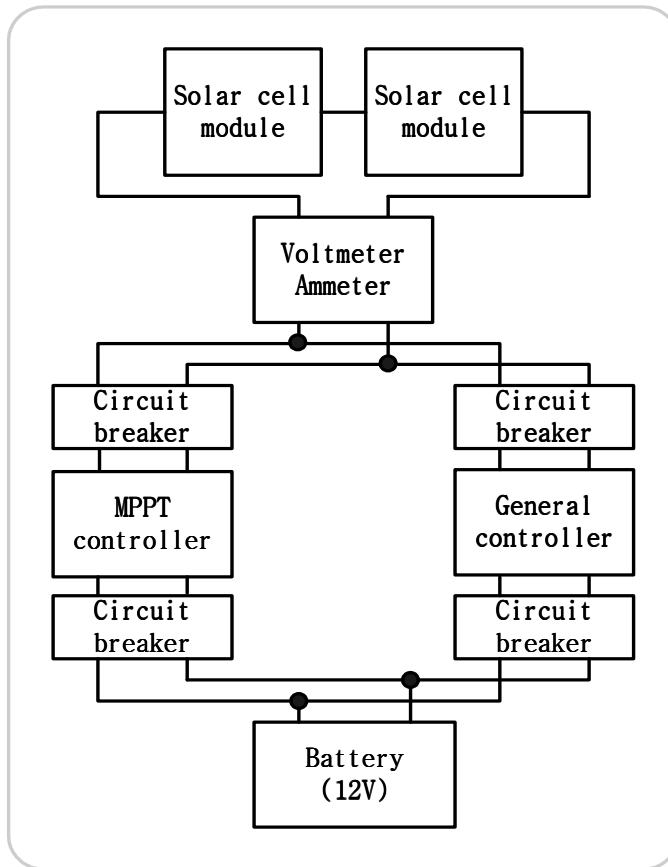 Solar cell
module
Solar cell
module
Voltmeter
Ammeter
Circuit
breaker
Circuit
breaker
MPPT
controller
General
controller
Circuit
breaker
Circuit
breaker
Battery
(12V)